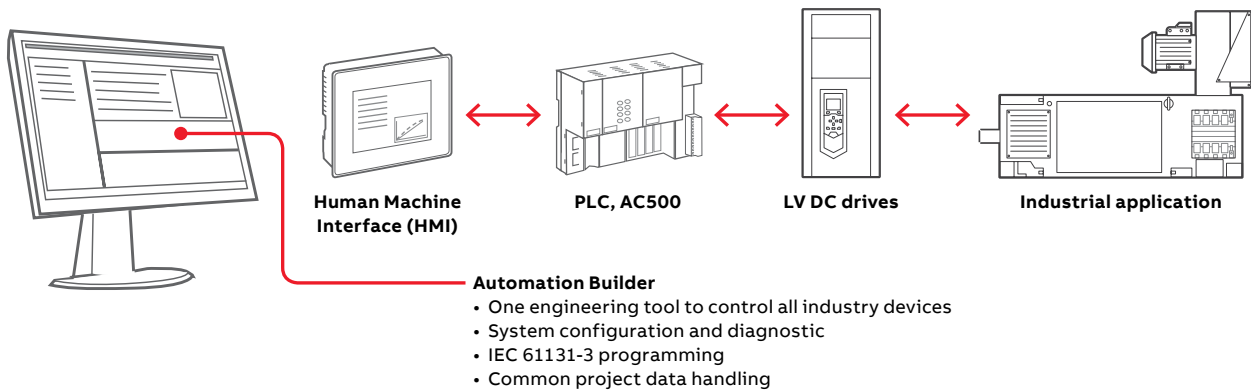 Human Machine
Interface (HMI)
PLC, AC500
LV DC drives
Industrial application
Automation Builder
• One engineering tool to control all industry devices
• System configuration and diagnostic
• IEC 61131-3 programming
• Common project data handling